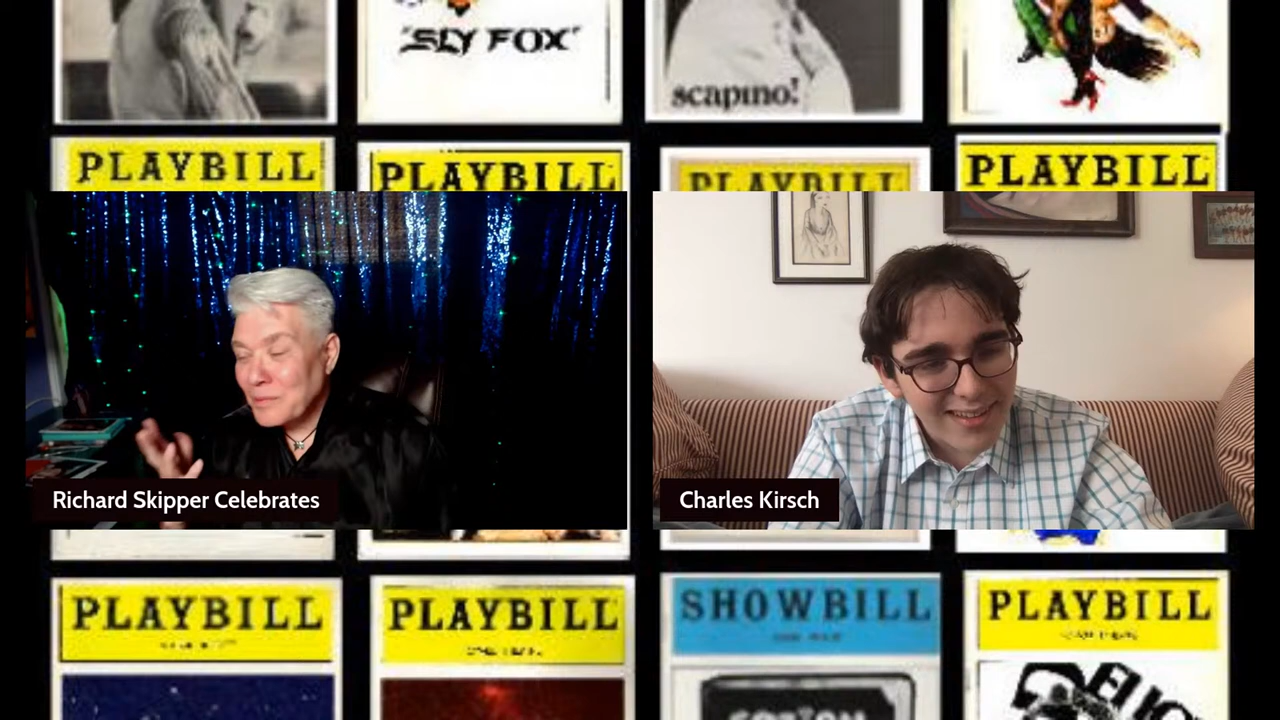 'SLY FOX'
scapino!
PLAYBILL
PLAYBILL
PLAYBILL
PLAYBILL
Richard Skipper Celebrates
Charles Kirsch
PLAYBILL
PLAYBILL
SHOWBILL
PLAYBILL